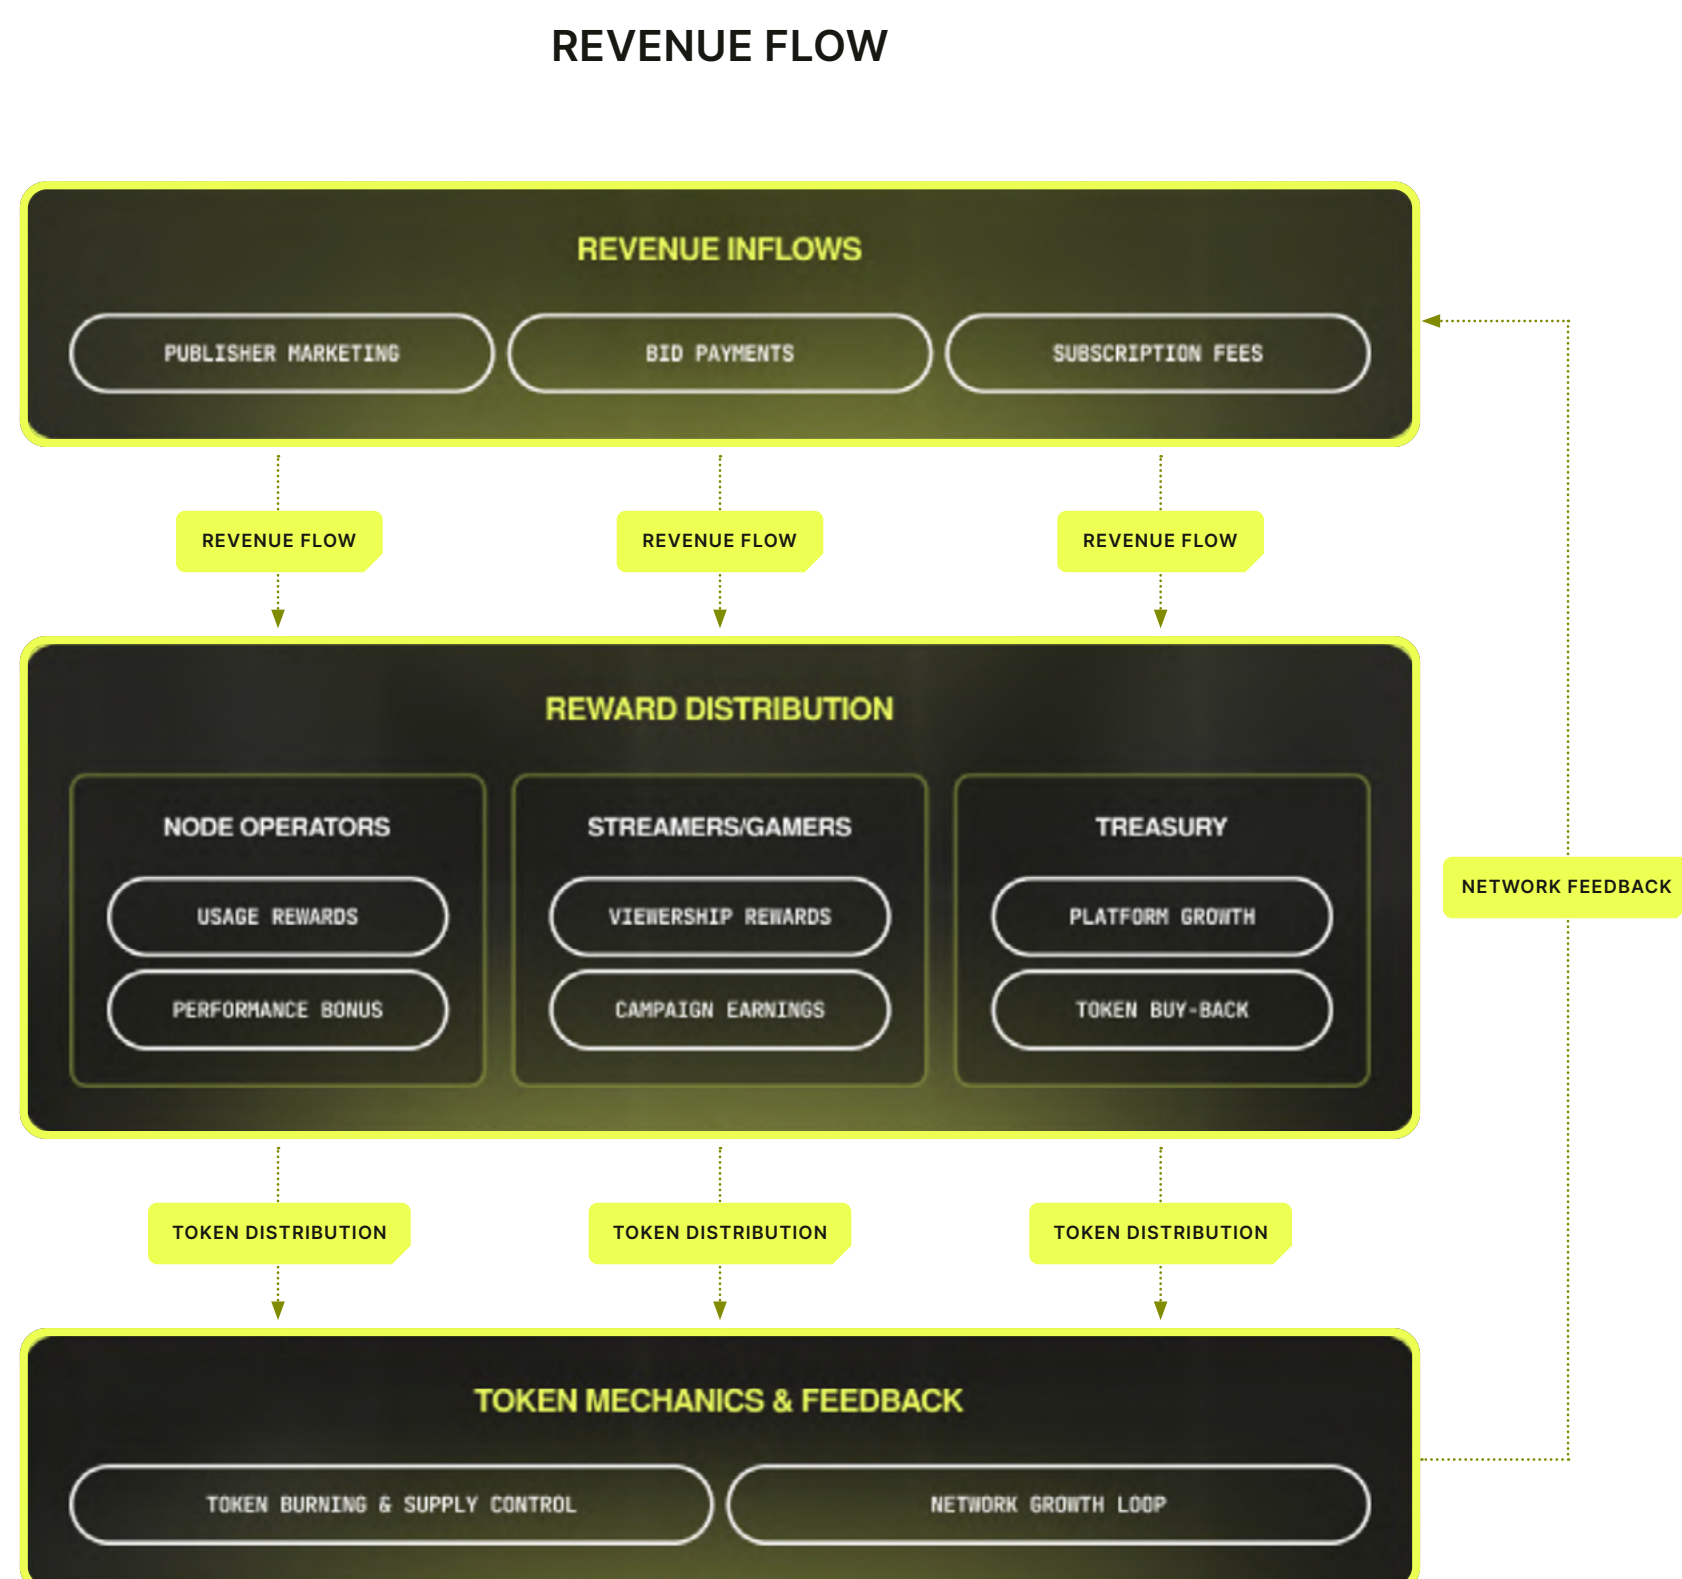 REVENUE FLOW
REVENUE INFLOWS
PUBLISHER MARKETING
BID PAYMENTS
SUBSCRIPTION FEES
REVENUE FLOW
REVENUE FLOW
REVENUE FLOW
REWARD DISTRIBUTION
NODE OPERATORS
USAGE REWARDS
PERFORMANCE BONUS
STREAMERS/GAMERS
VIEWERSHIP REWARDS
CAMPAIGN EARNINGS
TREASURY
PLATFORM GROWTH
TOKEN BUY-BACK
NETWORK FEEDBACK
TOKEN DISTRIBUTION
TOKEN DISTRIBUTION
TOKEN DISTRIBUTION
TOKEN MECHANICS & FEEDBACK
TOKEN BURNING & SUPPLY CONTROL
NETWORK GROWTH LOOP